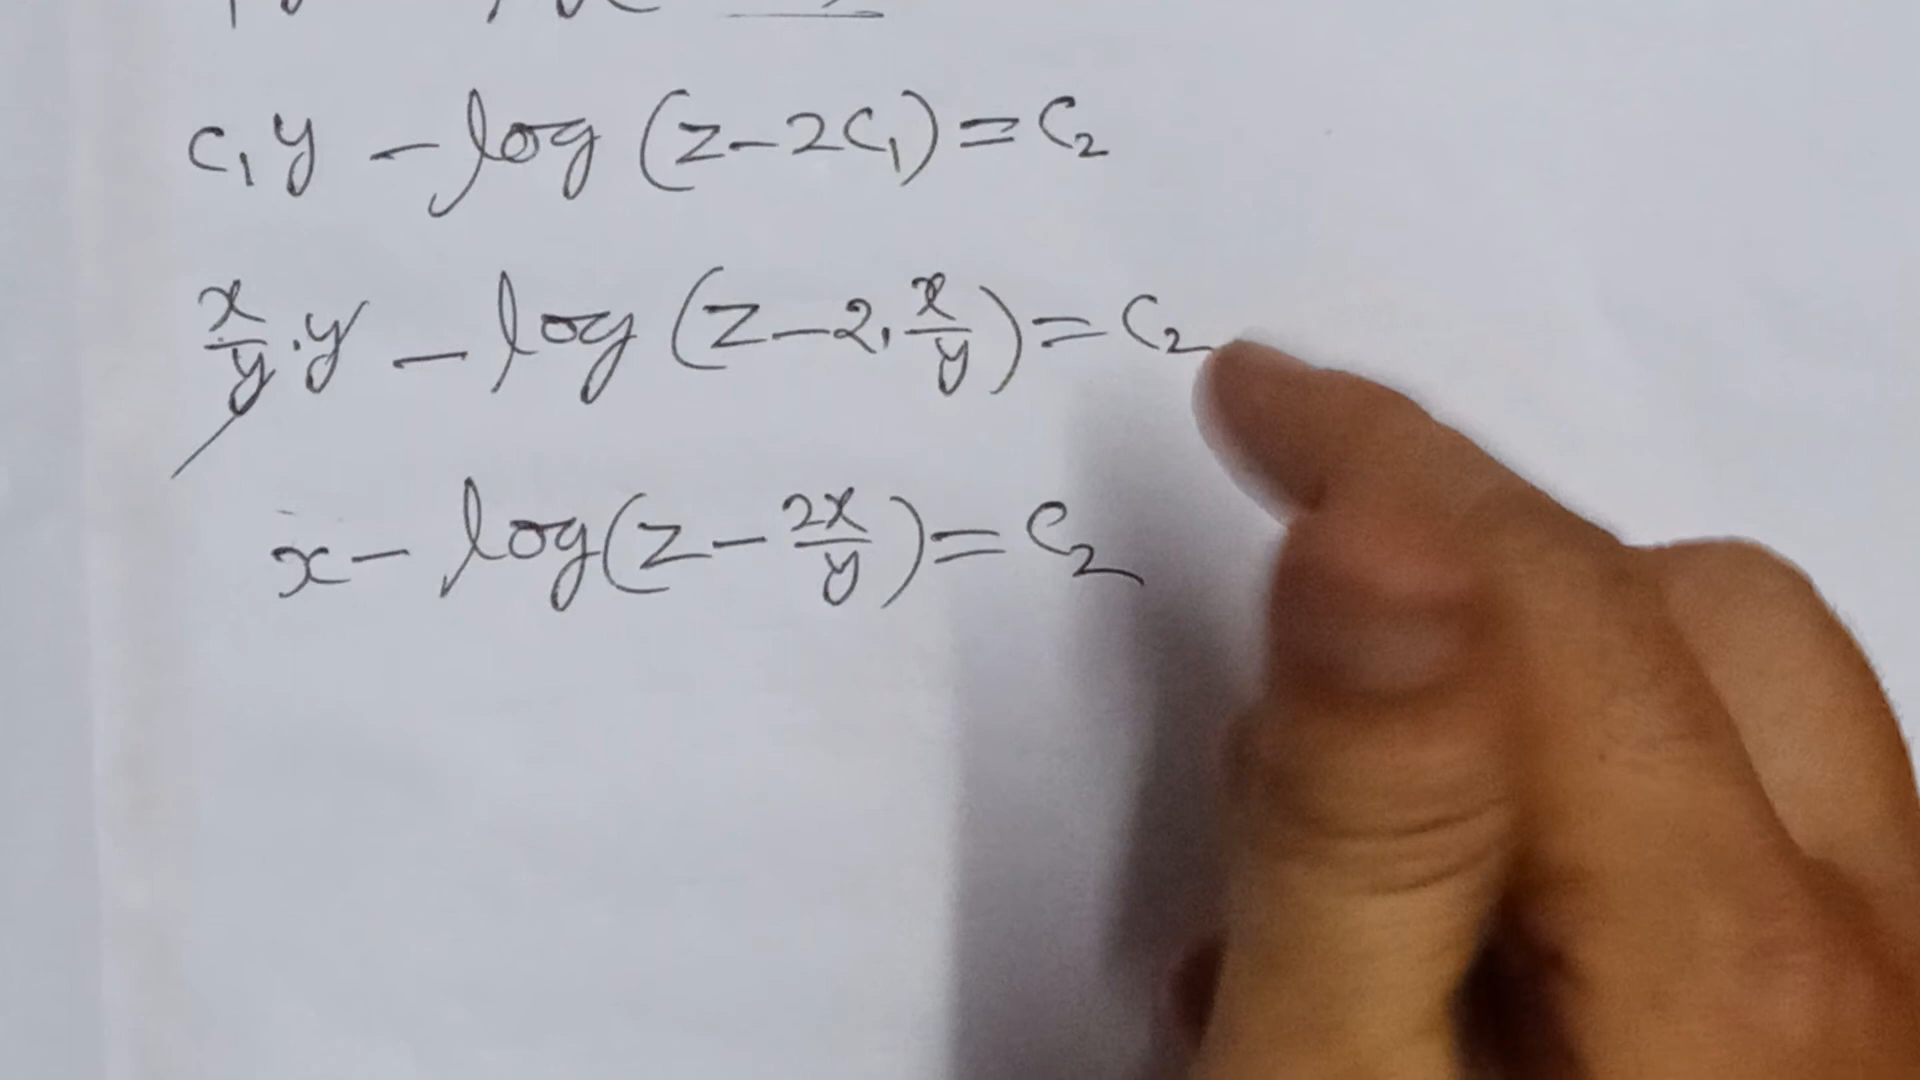 c₁y - log (z-2c₁) = c₂
x/y . y - log (z-2. x/y) = c₂
x - log (z - 2x/y) = c₂